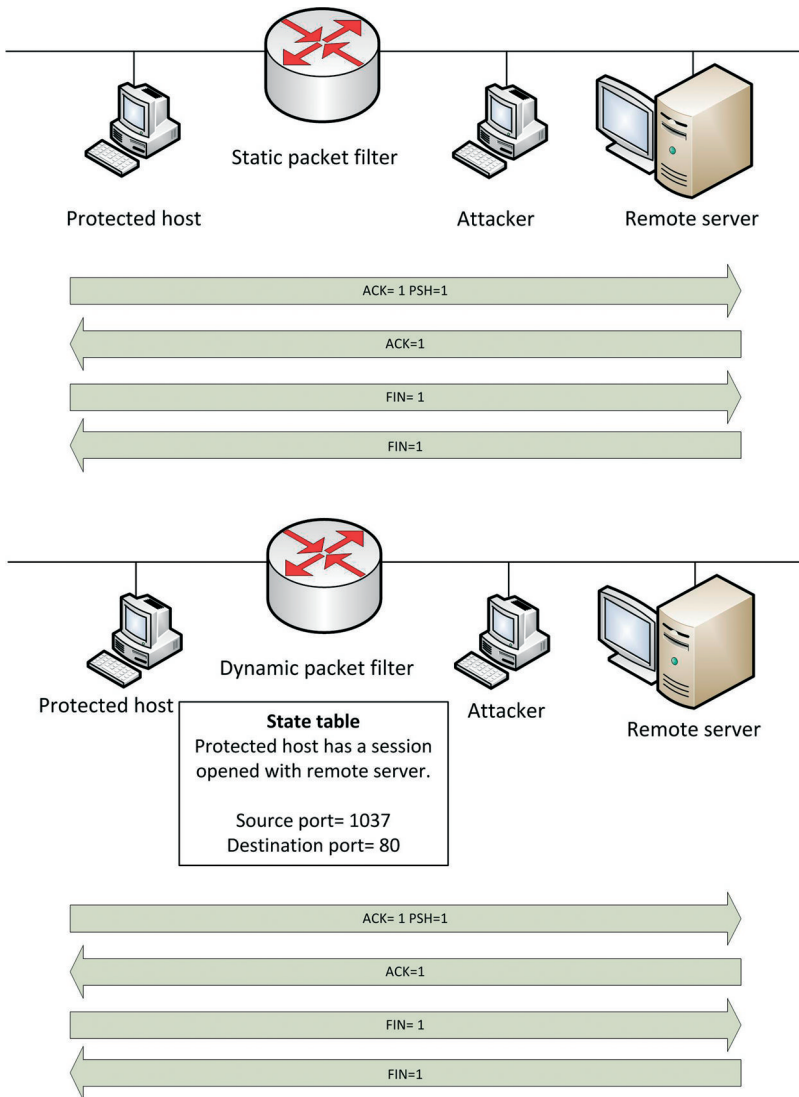 Static packet filter
Protected host
Attacker
Remote server
ACK= 1 PSH=1
ACK=1
FIN= 1
FIN=1
Dynamic packet filter
Protected host
Attacker
Remote server
State table
Protected host has a session
opened with remote server.
Source port= 1037
Destination port= 80
ACK= 1 PSH=1
ACK=1
FIN= 1
FIN=1